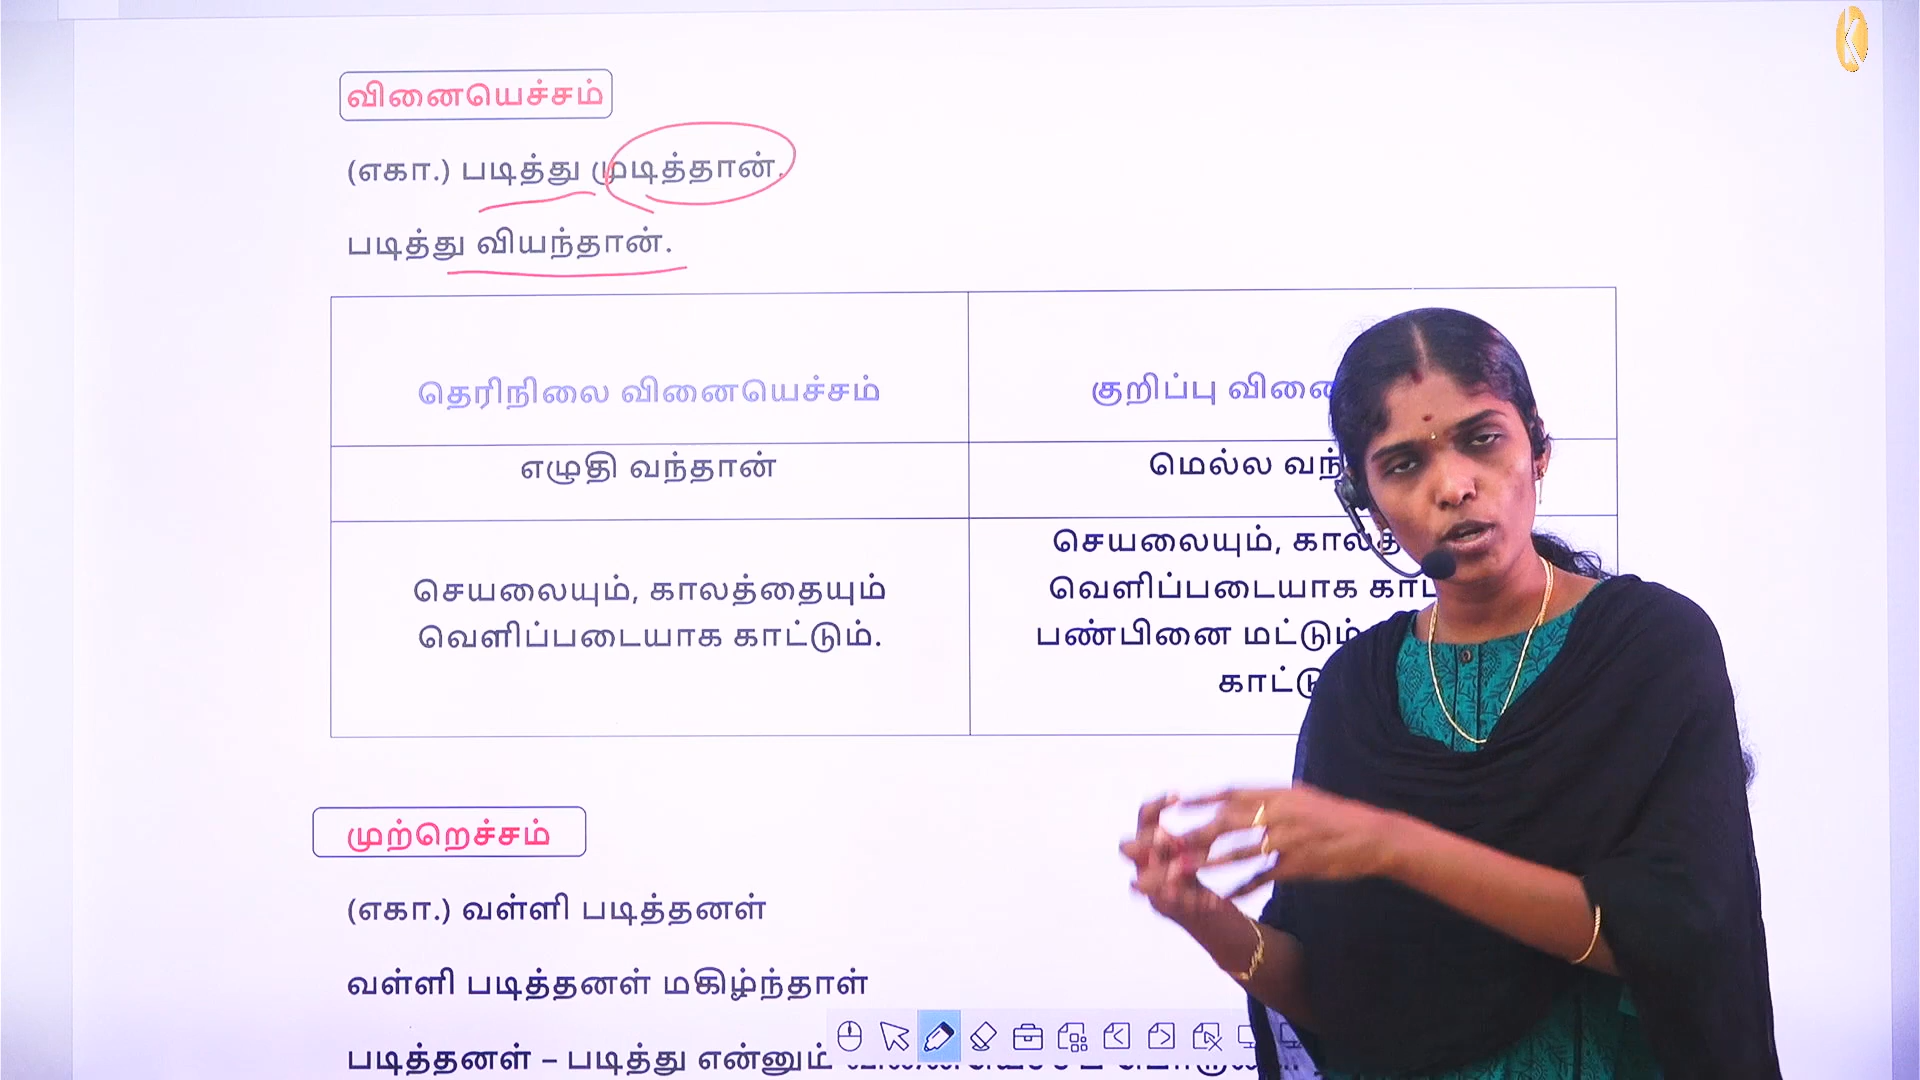 வினையெச்சம்
(எகா.) படித்து முடித்தான்.
படித்து வியந்தான்.
தெரிநிலை வினையெச்சம்
குறிப்பு
எழுதி வந்தான்
மெல்ல
செயலையும், காலத்தையும்
வெளிப்படையாக காட்டும்.
செயலையும்,
வெளிப்படையாக
பண்பினை மட்டும்
முற்றெச்சம்
(எகா.) வள்ளி படித்தனள்
வள்ளி படித்தனள் மகிழ்ந்தாள்
படித்தனள் – படித்து என்னும்